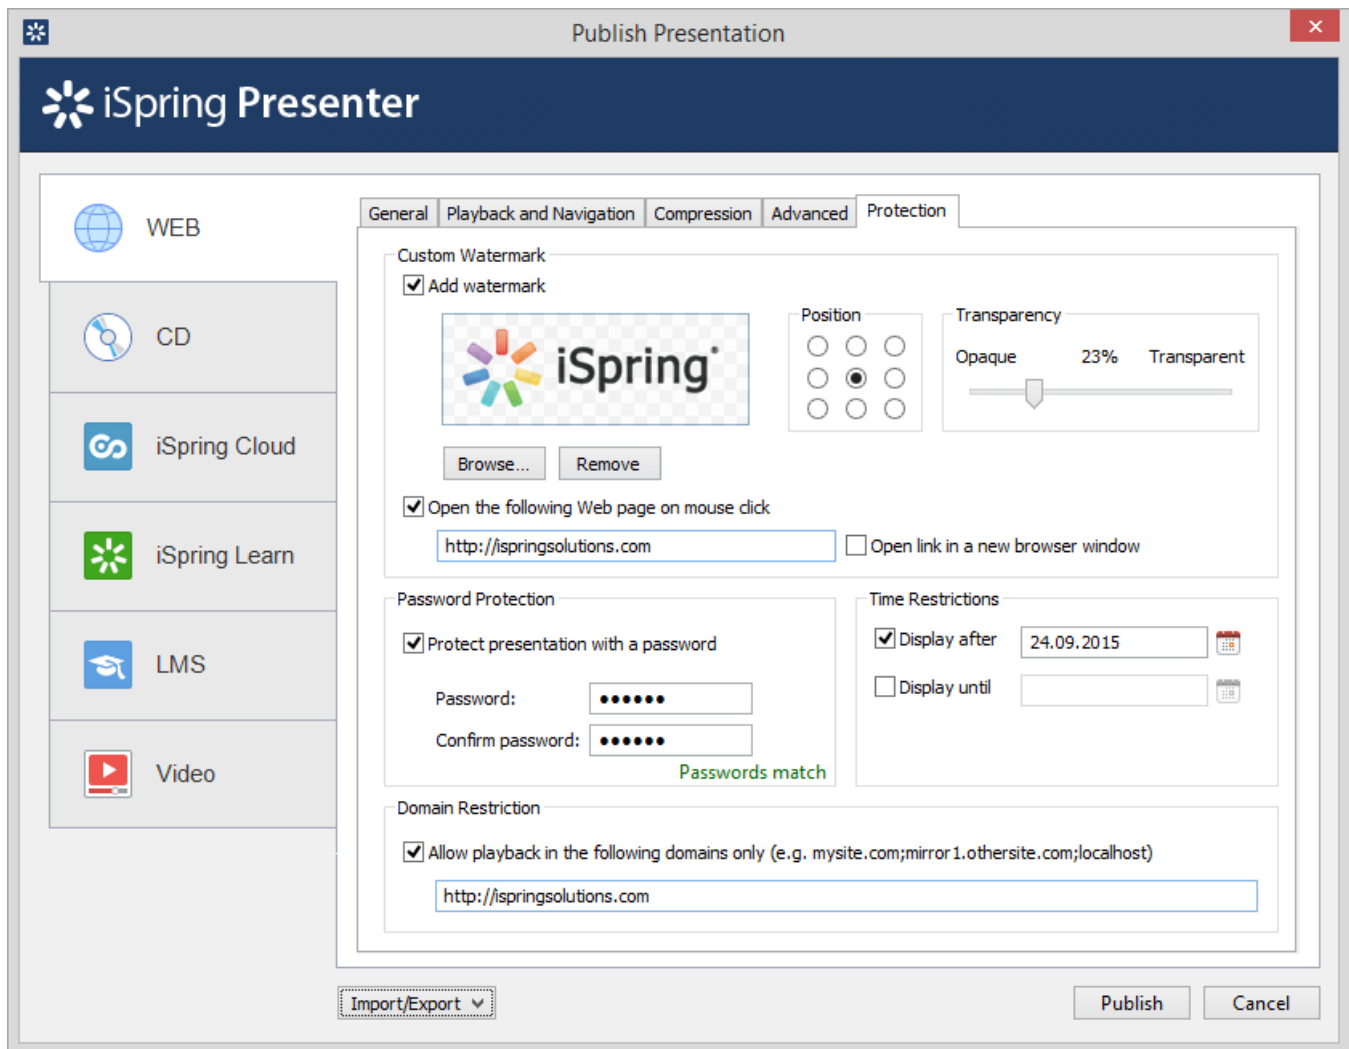 Publish Presentation
iSpring Presenter
WEB
CD
iSpring Cloud
iSpring Learn
LMS
Video
General Playback and Navigation Compression Advanced Protection
Custom Watermark
Add watermark
iSpring®
Position
Transparency
Opaque 23% Transparent
Browse... Remove
Open the following Web page on mouse click
http://ispringsolutions.com
Open link in a new browser window
Password Protection
Protect presentation with a password
Password: ●●●●●●
Confirm password: ●●●●●●
Passwords match
Time Restrictions
Display after 24.09.2015
Display until
Domain Restriction
Allow playback in the following domains only (e.g. mysite.com;mirror1.othersite.com;localhost)
http://ispringsolutions.com
Import/Export
Publish Cancel